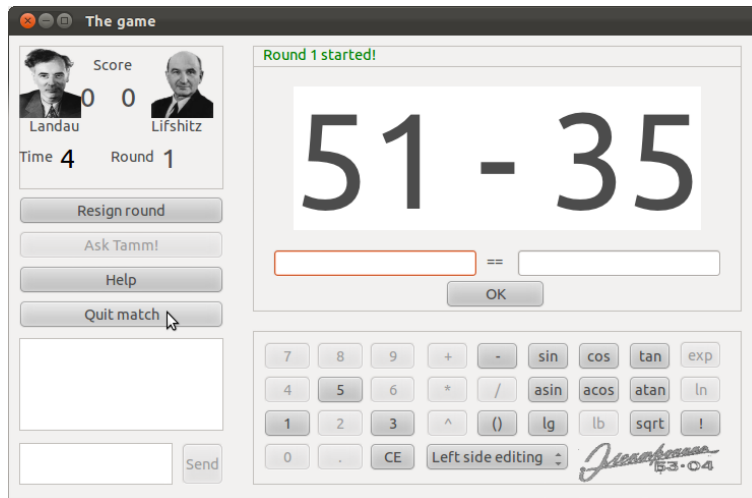 The game
Score
0 0
Landau Lifshitz
Time 4 Round 1
Resign round
Ask Tamm!
Help
Quit match
Send
Round 1 started!
51 - 35
==
OK
7 8 9 + - sin cos tan exp
4 5 6 * / asin acos atan ln
1 2 3 ^ () lg lb sqrt !
0 . CE Left side editing
53-04